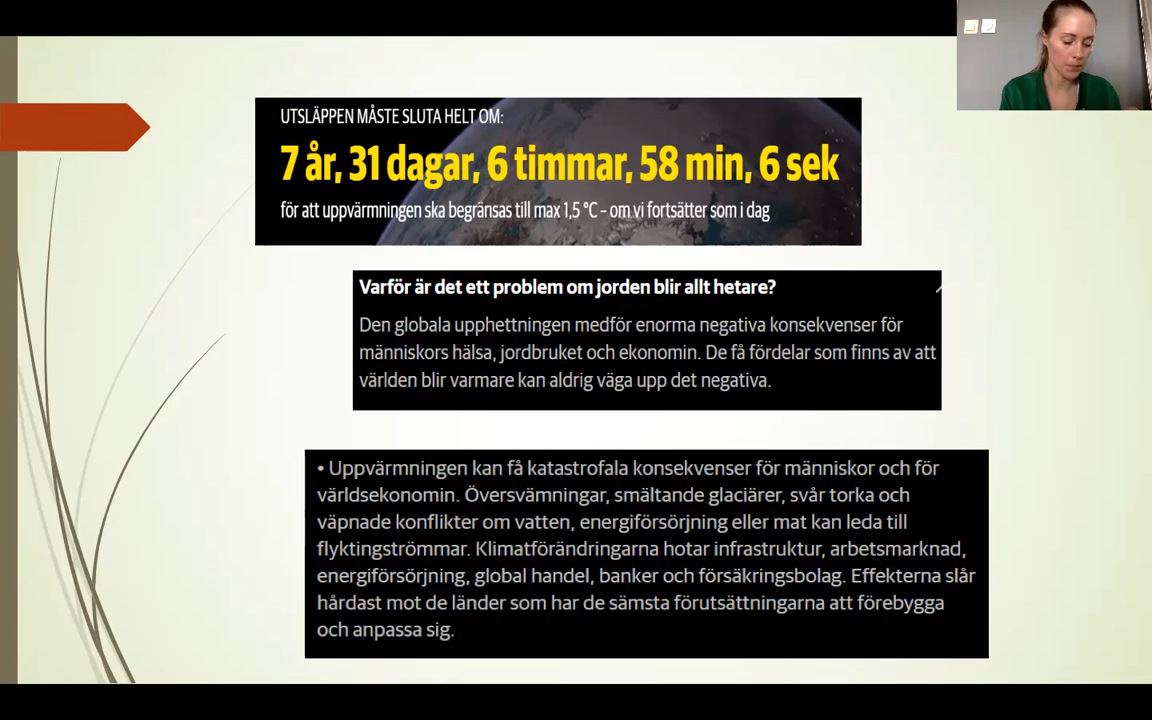 UTSLÄPPEN MÅSTE SLUTA HELT OM:
7 år, 31 dagar, 6 timmar, 58 min, 6 sek
för att uppvärmningen ska begränsas till max 1,5 °C – om vi fortsätter som i dag
Varför är det ett problem om jorden blir allt hetare?
Den globala upphettningen medför enorma negativa konsekvenser för
människors hälsa, jordbruket och ekonomin. De få fördelar som finns av att
världen blir varmare kan aldrig väga upp det negativa.
• Uppvärmningen kan få katastrofala konsekvenser för människor och för
världsekonomin. Översvämningar, smältande glaciärer, svår torka och
väpnade konflikter om vatten, energiförsörjning eller mat kan leda till
flyktingströmmar. Klimatförändringarna hotar infrastruktur, arbetsmarknad,
energiförsörjning, global handel, banker och försäkringsbolag. Effekterna slår
hårdast mot de länder som har de sämsta förutsättningarna att förebygga
och anpassa sig.